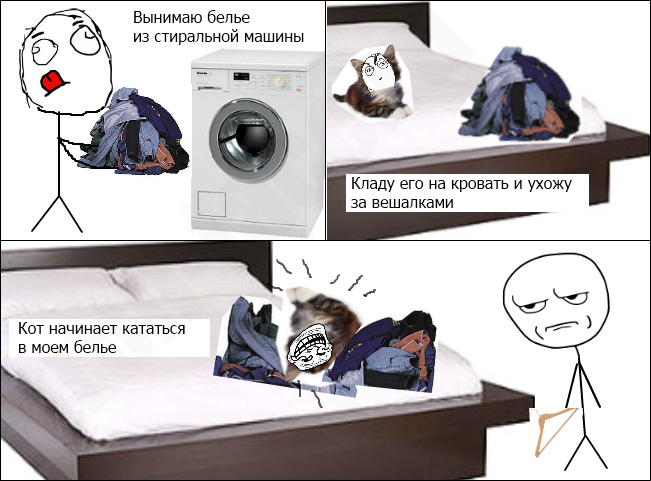 Вынимаю белье
из стиральной машины
Кладу его на кровать и ухожу
за вешалками
Кот начинает кататься
в моем белье